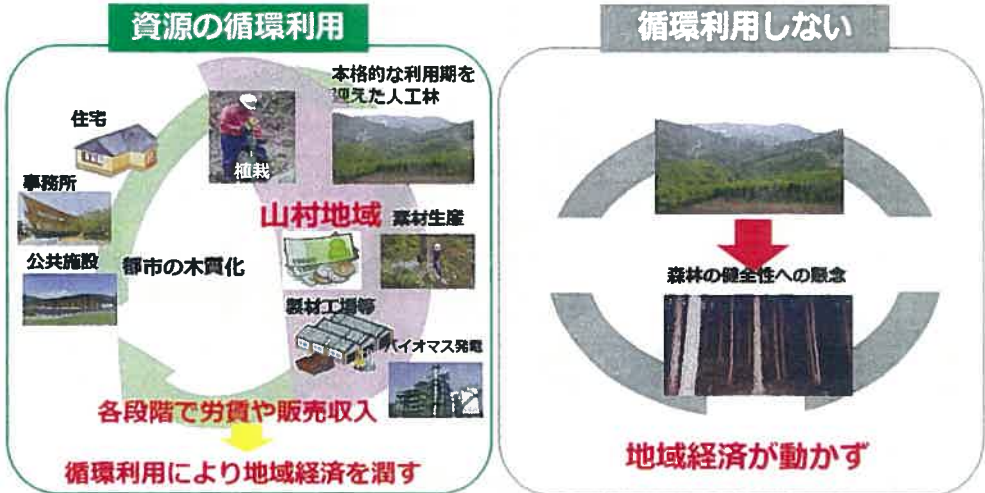 資源の循環利用
本格的な利用期を
迎えた人工林
住宅
植栽
事務所
山村地域
素材生産
公共施設
都市の木質化
製材工場等
バイオマス発電
各段階で労賃や販売収入
循環利用により地域経済を潤す
循環利用しない
森林の健全性への懸念
地域経済が動かず